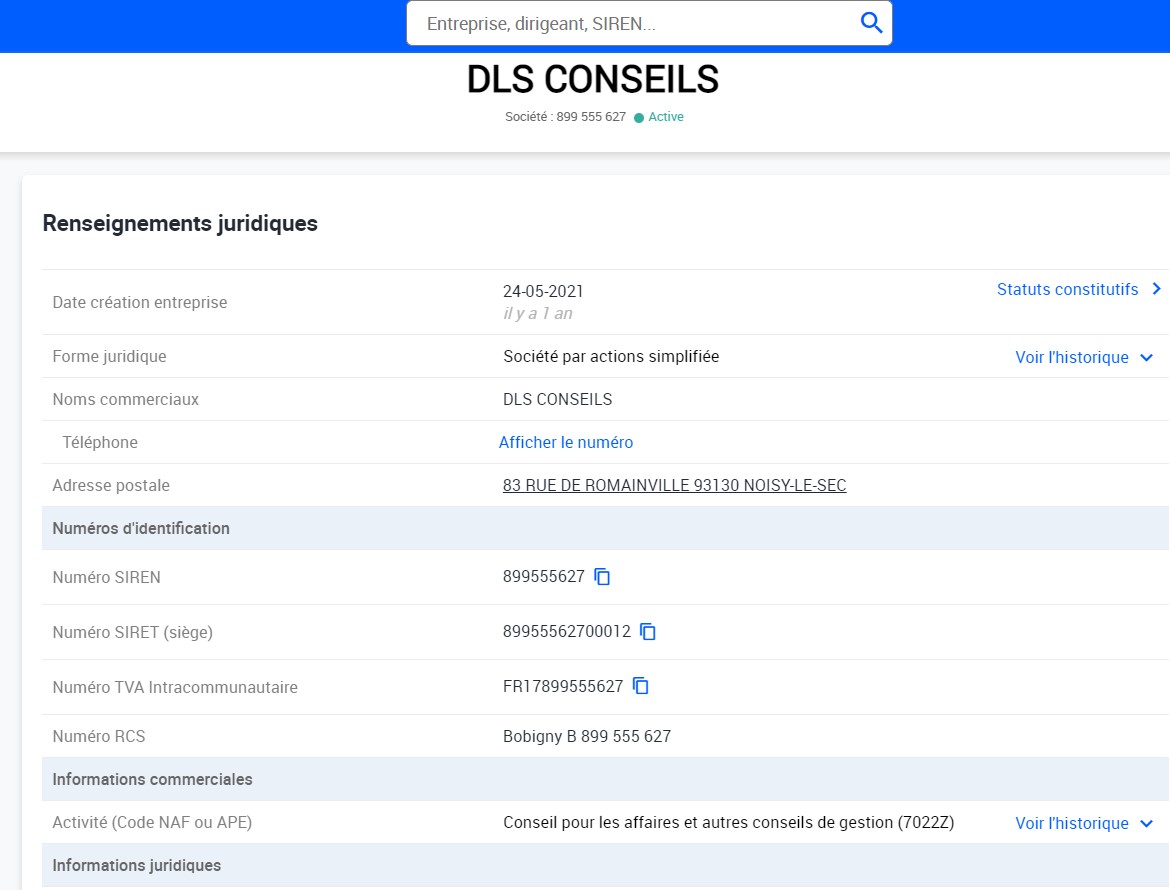 Entreprise, dirigeant, SIREN...
DLS CONSEILS
Société : 899 555 627 Active
Renseignements juridiques
Date création entreprise 24-05-2021 Statuts constitutifs
il y a 1 an
Forme juridique Société par actions simplifiée Voir l'historique
Noms commerciaux DLS CONSEILS
Téléphone Afficher le numéro
Adresse postale 83 RUE DE ROMAINVILLE 93130 NOISY-LE-SEC
Numéros d'identification
Numéro SIREN 899555627
Numéro SIRET (siège) 89955562700012
Numéro TVA Intracommunautaire FR17899555627
Numéro RCS Bobigny B 899 555 627
Informations commerciales
Activité (Code NAF ou APE) Conseil pour les affaires et autres conseils de gestion (7022Z) Voir l'historique
Informations juridiques